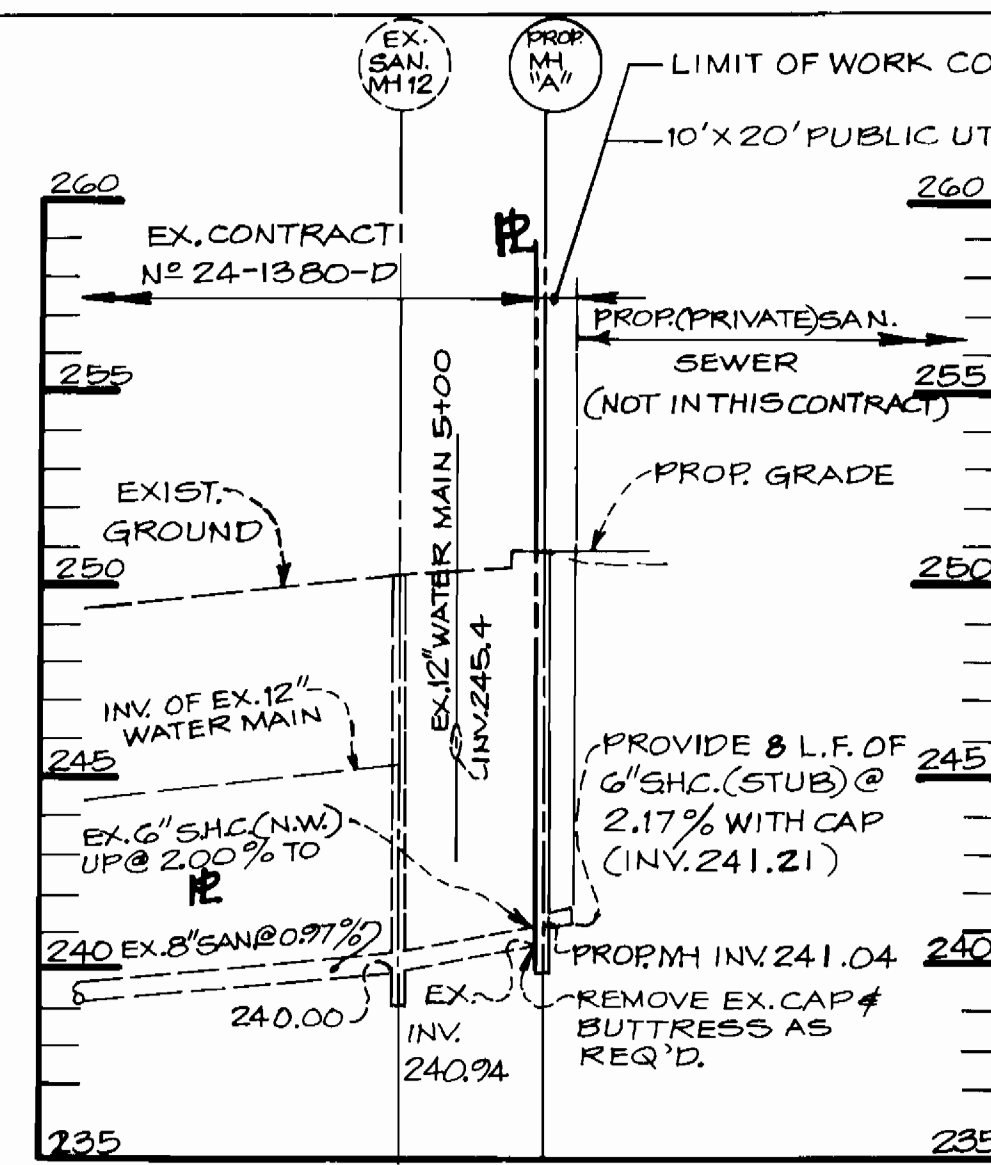 EX.
SAN.
MH 12
PROP.
MH
"A"
LIMIT OF WORK CO
10'X 20' PUBLIC UT
260
260
EX. CONTRACT
Nº 24-1380-D
PL
PROP.(PRIVATE) SAN.
SEWER
(NOT IN THIS CONTRACT)
255
255
EX.12" WATER MAIN 5+00
INV. 245.4
EXIST.
GROUND
PROP. GRADE
250
250
INV. OF EX. 12"
WATER MAIN
245
245
PROVIDE 8 L.F. OF
6" S.H.C. (STUB) @
2.17% WITH CAP
(INV. 241.21)
EX. 6" S.H.C. (N.W.)
UP @ 2.00% TO
PL
240
EX. 8" SAN.@ 0.97%
PROP. MH INV. 241.04
240
240.00
EX.
INV.
240.94
REMOVE EX. CAP &
BUTTRESS AS
REQ'D.
235
235